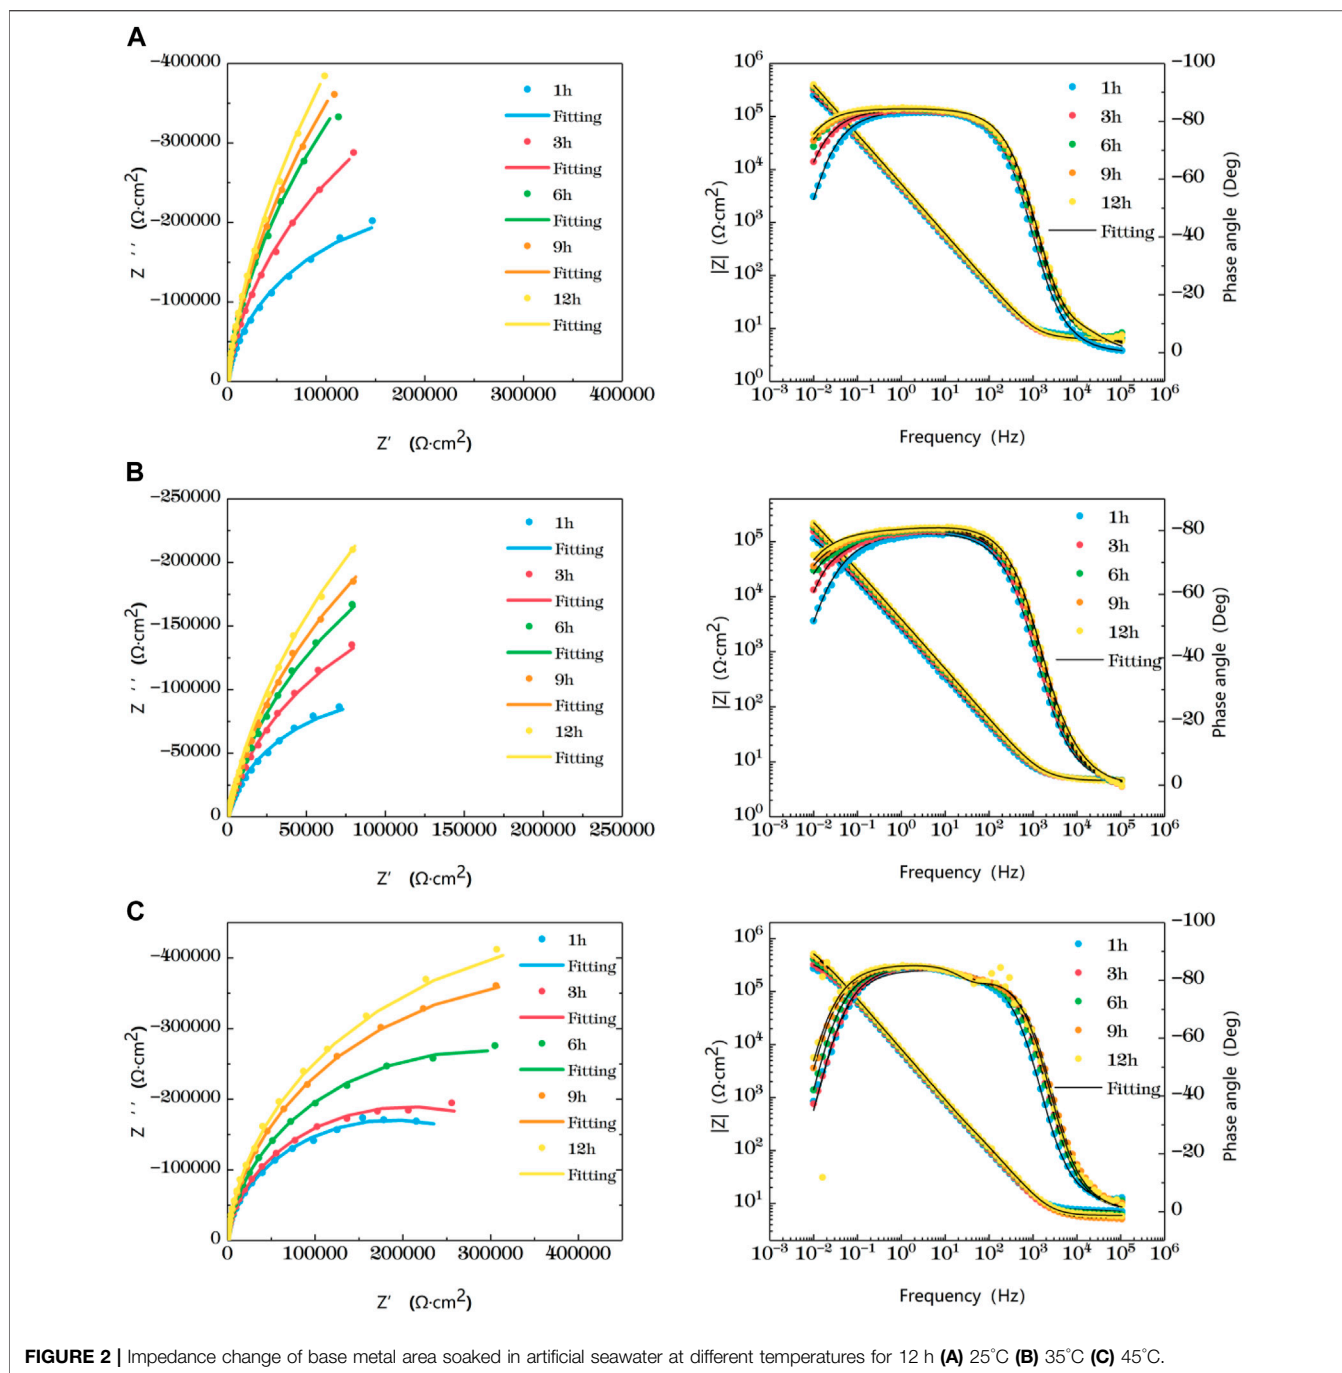 A
−400000
−300000
−200000
−100000
0
0
100000
200000
300000
400000
Z ′′ (Ω·cm²)
Z′ (Ω·cm²)
1h
Fitting
3h
Fitting
6h
Fitting
9h
Fitting
12h
Fitting
10⁶
10⁵
10⁴
10³
10²
10¹
10⁰
10⁻³
10⁻²
10⁻¹
10⁰
10¹
10²
10³
10⁴
10⁵
10⁶
|Z| (Ω·cm²)
Frequency (Hz)
1h
3h
6h
9h
12h
Fitting
−100
−80
−60
−40
−20
0
Phase angle (Deg)
B
−250000
−200000
−150000
−100000
−50000
0
0
50000
100000
150000
200000
250000
Z ′′ (Ω·cm²)
Z′ (Ω·cm²)
1h
Fitting
3h
Fitting
6h
Fitting
9h
Fitting
12h
Fitting
10⁵
10⁴
10³
10²
10¹
10⁰
10⁻³
10⁻²
10⁻¹
10⁰
10¹
10²
10³
10⁴
10⁵
10⁶
|Z| (Ω·cm²)
Frequency (Hz)
1h
3h
6h
9h
12h
Fitting
−80
−60
−40
−20
0
Phase angle (Deg)
C
−400000
−300000
−200000
−100000
0
0
100000
200000
300000
400000
Z ′′ (Ω·cm²)
Z′ (Ω·cm²)
1h
Fitting
3h
Fitting
6h
Fitting
9h
Fitting
12h
Fitting
10⁶
10⁵
10⁴
10³
10²
10¹
10⁻³
10⁻²
10⁻¹
10⁰
10¹
10²
10³
10⁴
10⁵
10⁶
|Z| (Ω·cm²)
Frequency (Hz)
1h
3h
6h
9h
12h
Fitting
−100
−80
−60
−40
−20
0
Phase angle (Deg)
FIGURE 2 | Impedance change of base metal area soaked in artificial seawater at different temperatures for 12 h (A) 25°C (B) 35°C (C) 45°C.